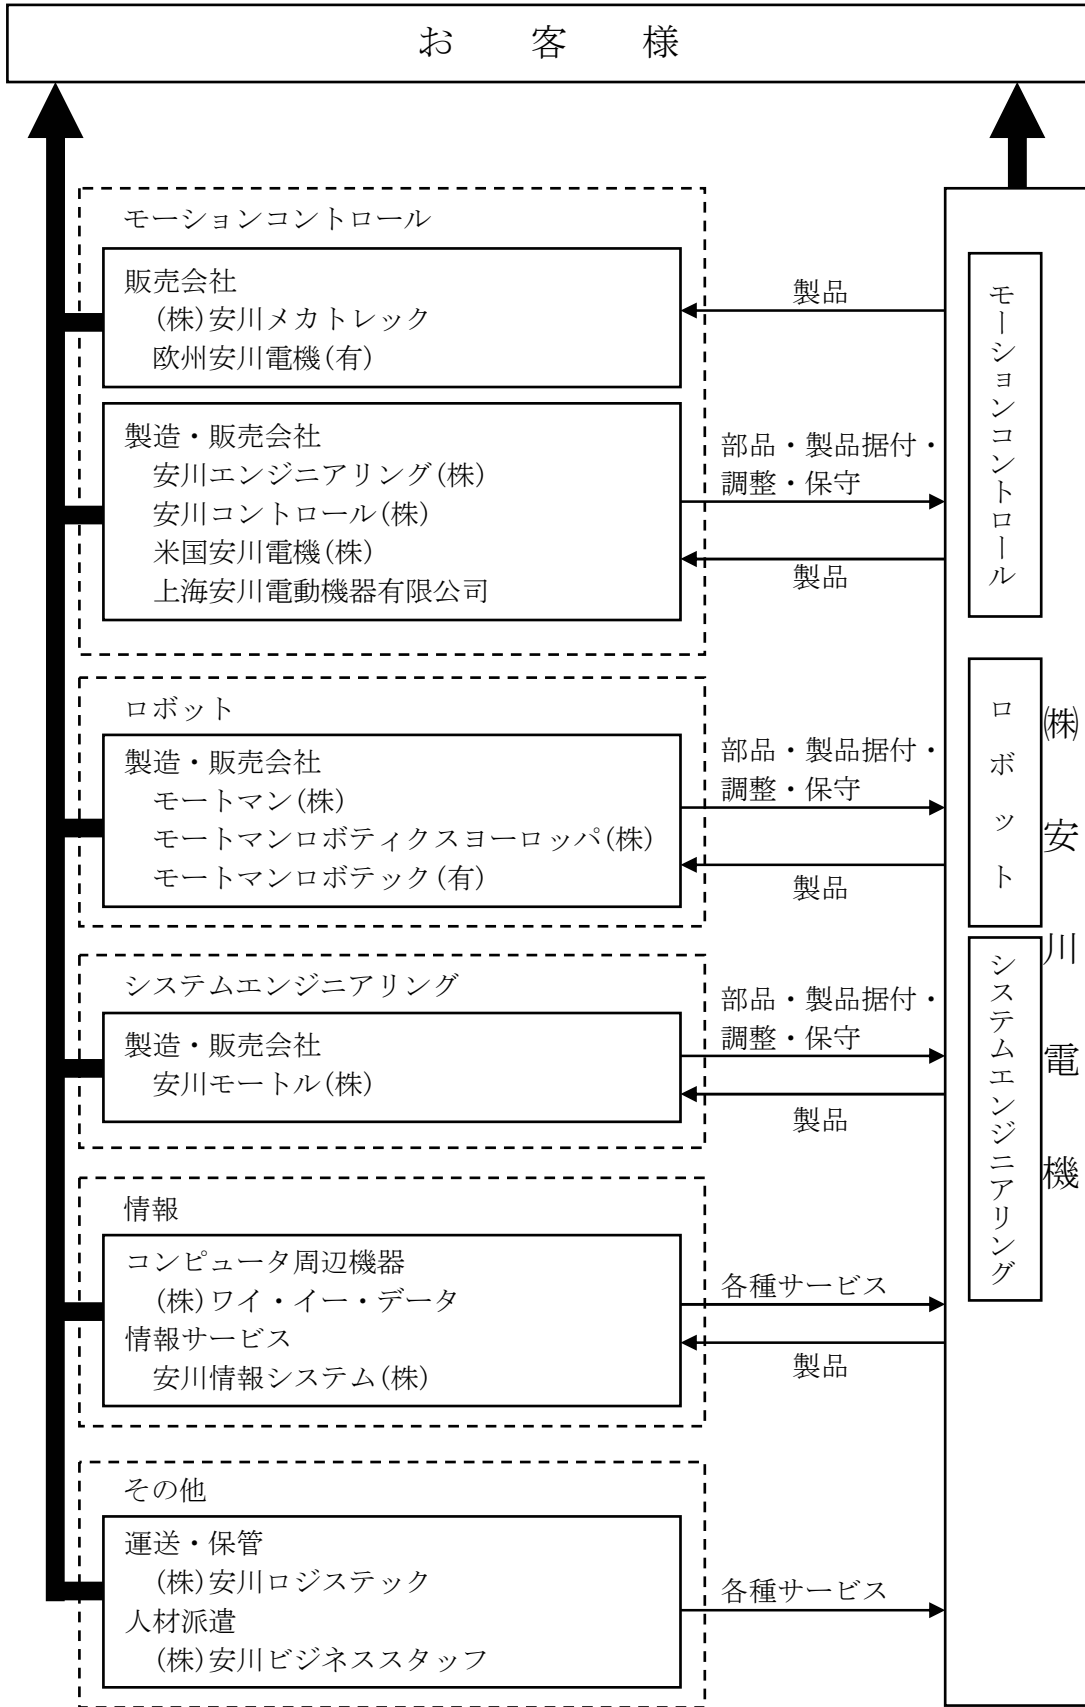 お客様
モーションコントロール
販売会社
(株)安川メカトレック
欧州安川電機(有)
製品
製造・販売会社
安川エンジニアリング(株)
安川コントロール(株)
米国安川電機(株)
上海安川電動機器有限公司
部品・製品据付・
調整・保守
製品
モーションコントロール
ロボット
製造・販売会社
モートマン(株)
モートマンロボティクスヨーロッパ(株)
モートマンロボテック(有)
部品・製品据付・
調整・保守
製品
ロボット
システムエンジニアリング
製造・販売会社
安川モートル(株)
部品・製品据付・
調整・保守
製品
システムエンジニアリング
㈱安川電機
情報
コンピュータ周辺機器
(株)ワイ・イー・データ
情報サービス
安川情報システム(株)
各種サービス
製品
その他
運送・保管
(株)安川ロジステック
人材派遣
(株)安川ビジネススタッフ
各種サービス